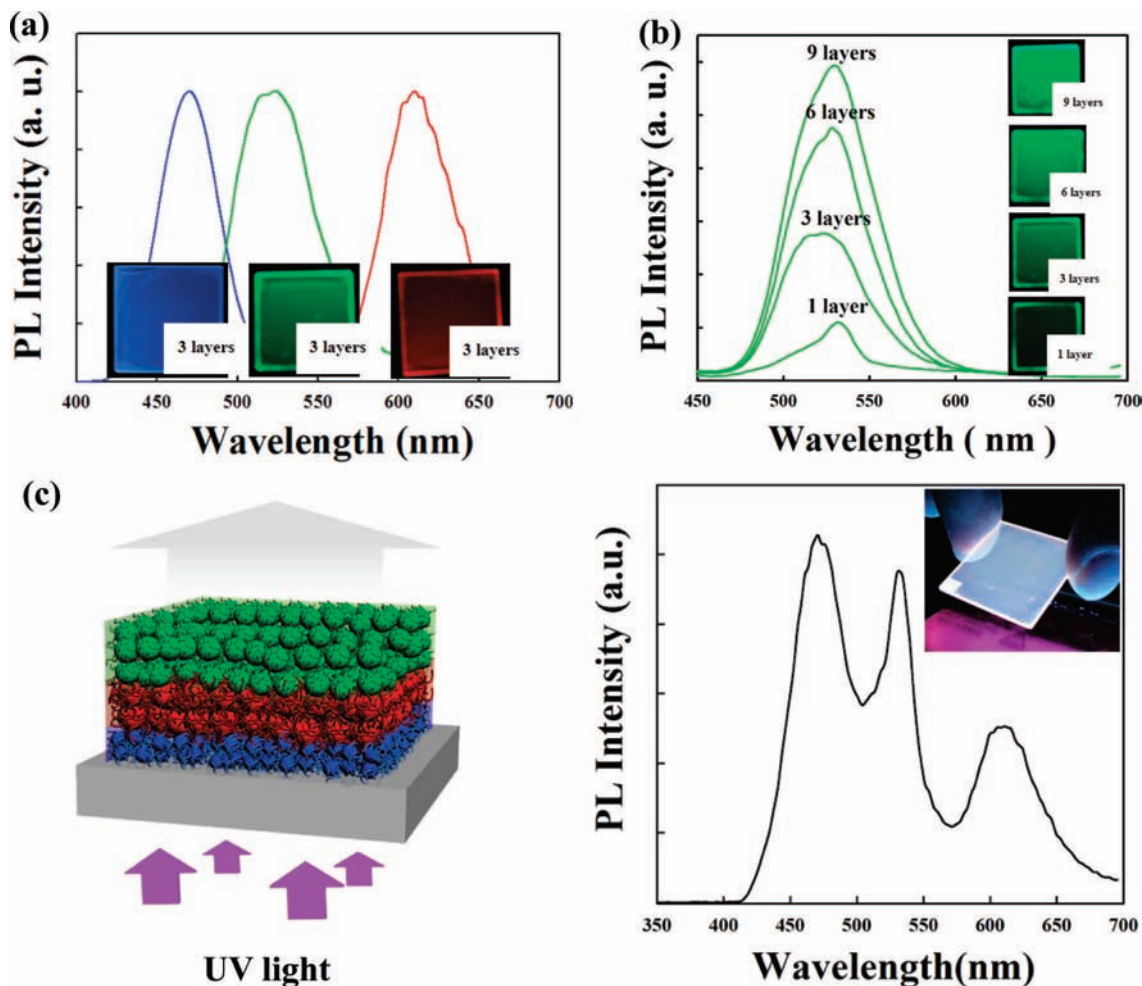 (a)
PL Intensity (a. u.)
3 layers
3 layers
3 layers
400 450 500 550 600 650 700
Wavelength (nm)
(b)
PL Intensity (a. u.)
9 layers
6 layers
3 layers
1 layer
9 layers
6 layers
3 layers
1 layer
450 500 550 600 650 700
Wavelength ( nm )
(c)
UV light
PL Intensity (a.u.)
350 400 450 500 550 600 650 700
Wavelength(nm)